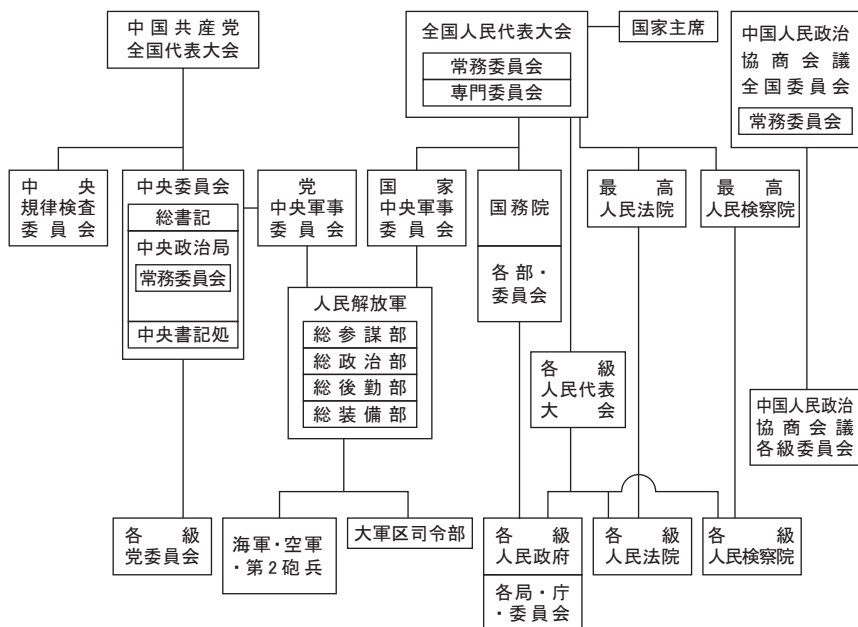 中国共産党
全国代表大会
全国人民代表大会
常務委員会
専門委員会
国家主席
中国人民政治
協商会議
全国委員会
常務委員会
中央
規律検査
委員会
中央委員会
総書記
中央政治局
常務委員会
中央書記処
党
中央軍事
委員会
国家
中央軍事
委員会
国務院
各部・
委員会
最高
人民法院
最高
人民検察院
人民解放軍
総参謀部
総政治部
総後勤部
総装備部
各級
人民代表
大会
中国人民政治
協商会議
各級委員会
各級
党委員会
海軍・空軍
・第2砲兵
大軍区司令部
各級
人民政府
各局・庁
・委員会
各級
人民法院
各級
人民検察院